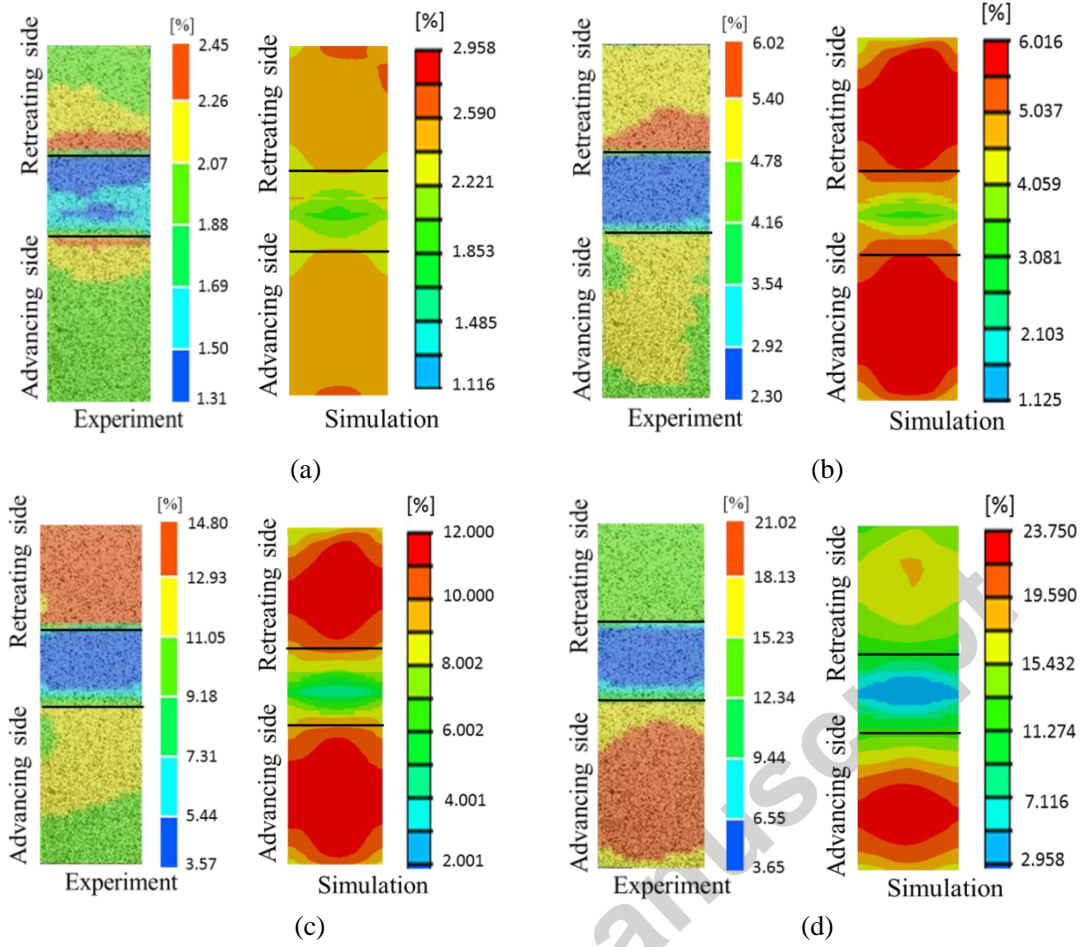 [%]
2.45
2.26
2.07
1.88
1.69
1.50
1.31
Retreating side
Advancing side
Experiment
[%]
2.958
2.590
2.221
1.853
1.485
1.116
Retreating side
Advancing side
Simulation
(a)
[%]
6.02
5.40
4.78
4.16
3.54
2.92
2.30
Retreating side
Advancing side
Experiment
[%]
6.016
5.037
4.059
3.081
2.103
1.125
Retreating side
Advancing side
Simulation
(b)
[%]
14.80
12.93
11.05
9.18
7.31
5.44
3.57
Retreating side
Advancing side
Experiment
[%]
12.000
10.000
8.002
6.002
4.001
2.001
Retreating side
Advancing side
Simulation
(c)
[%]
21.02
18.13
15.23
12.34
9.44
6.55
3.65
Retreating side
Advancing side
Experiment
[%]
23.750
19.590
15.432
11.274
7.116
2.958
Retreating side
Advancing side
Simulation
(d)